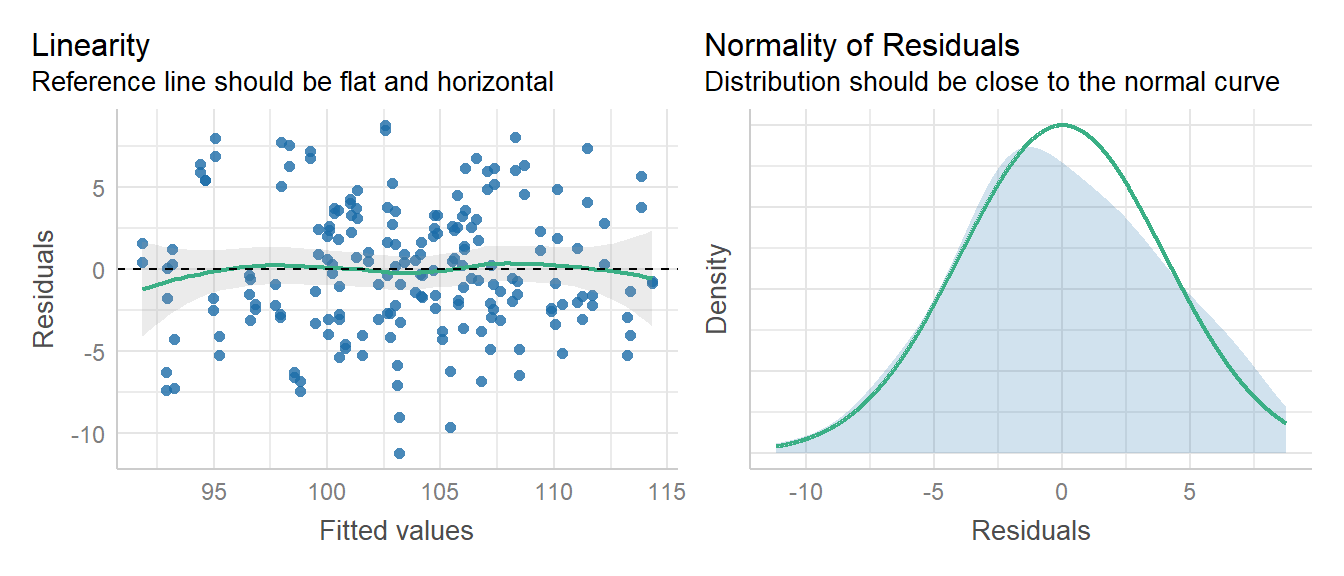 Linearity
Reference line should be flat and horizontal
Residuals
5
0
-5
-10
95
100
105
110
115
Fitted values
Normality of Residuals
Distribution should be close to the normal curve
Density
-10
-5
0
5
Residuals